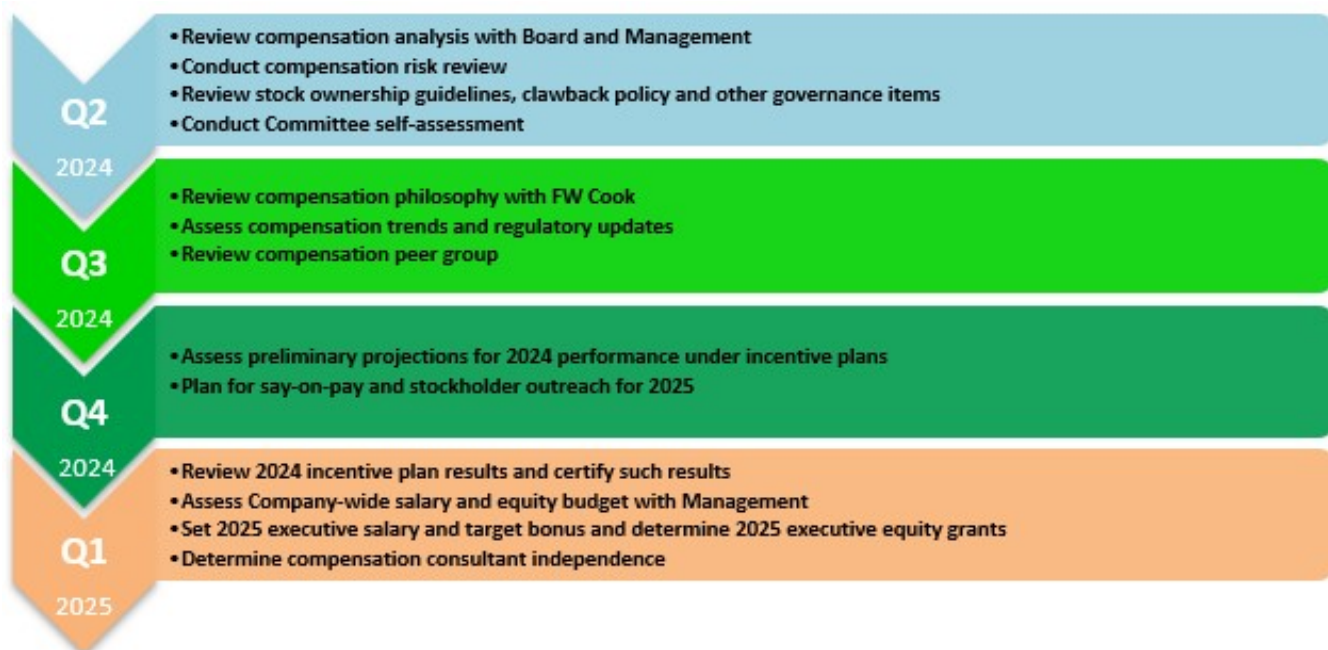 Q2
2024
•Review compensation analysis with Board and Management
•Conduct compensation risk review
•Review stock ownership guidelines, clawback policy and other governance items
•Conduct Committee self-assessment
Q3
2024
•Review compensation philosophy with FW Cook
•Assess compensation trends and regulatory updates
•Review compensation peer group
Q4
2024
•Assess preliminary projections for 2024 performance under incentive plans
•Plan for say-on-pay and stockholder outreach for 2025
Q1
2025
•Review 2024 incentive plan results and certify such results
•Assess Company-wide salary and equity budget with Management
•Set 2025 executive salary and target bonus and determine 2025 executive equity grants
•Determine compensation consultant independence